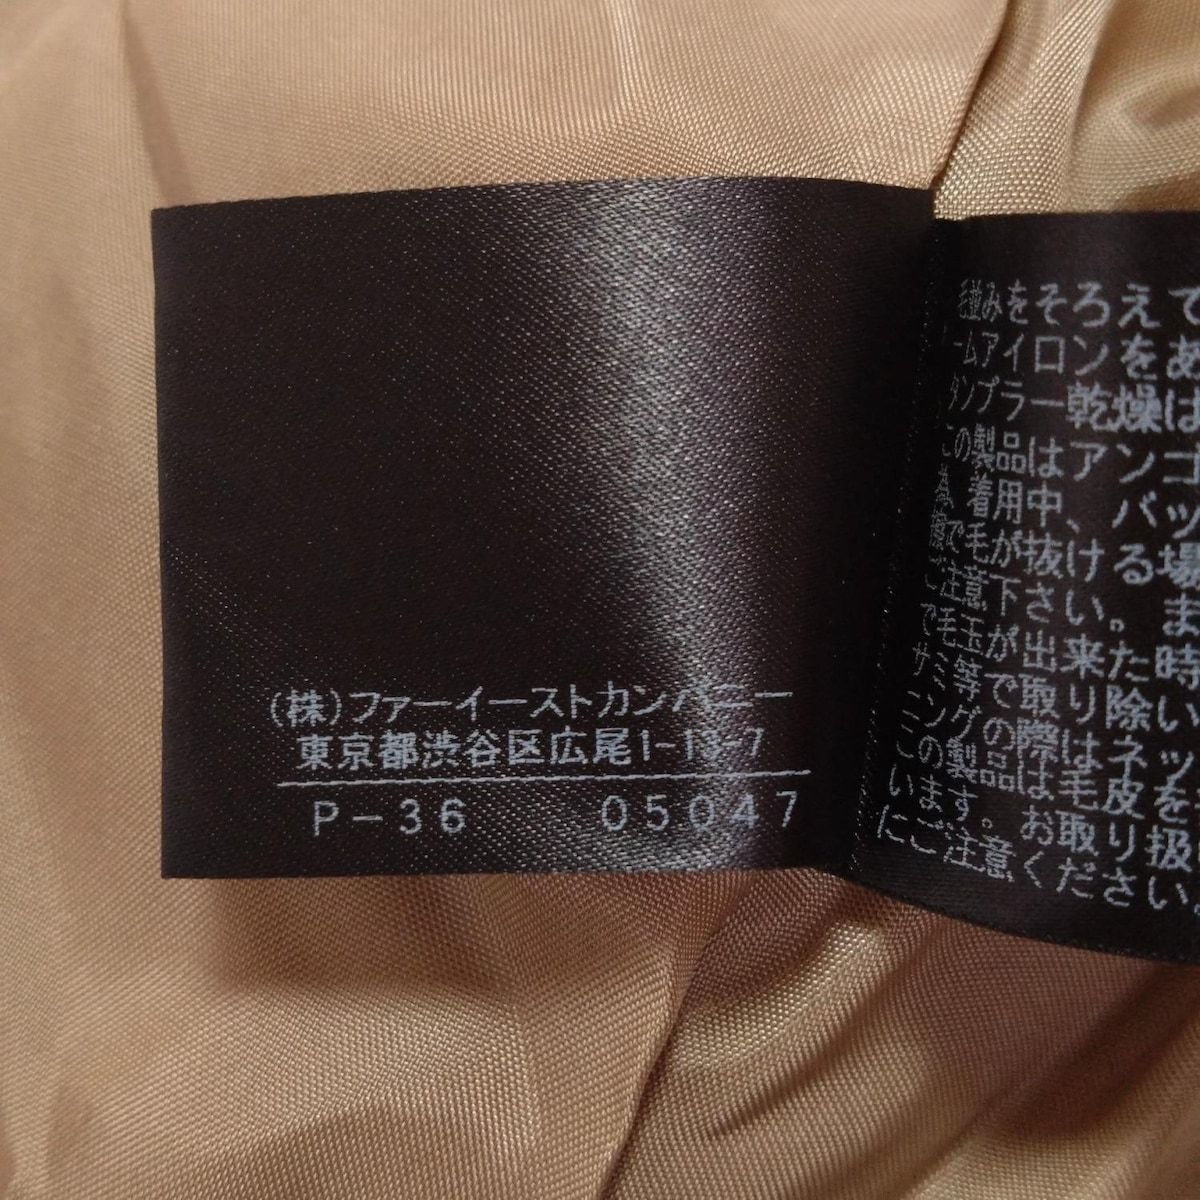 (株)ファーイーストカンパニー
東京都渋谷区広尾1-13-7
P-36 05047
毛並みをそろえて
ームアイロンをあ
タンブラー乾燥は
この製品はアンゴ
為、着用中、バッ
擦で毛が抜ける場
ご注意下さい。ま
で毛玉が出来た時
サミ等で取り除い
ニングの際はネッ
この製品は毛皮を
います。お取り扱い
にご注意ください。